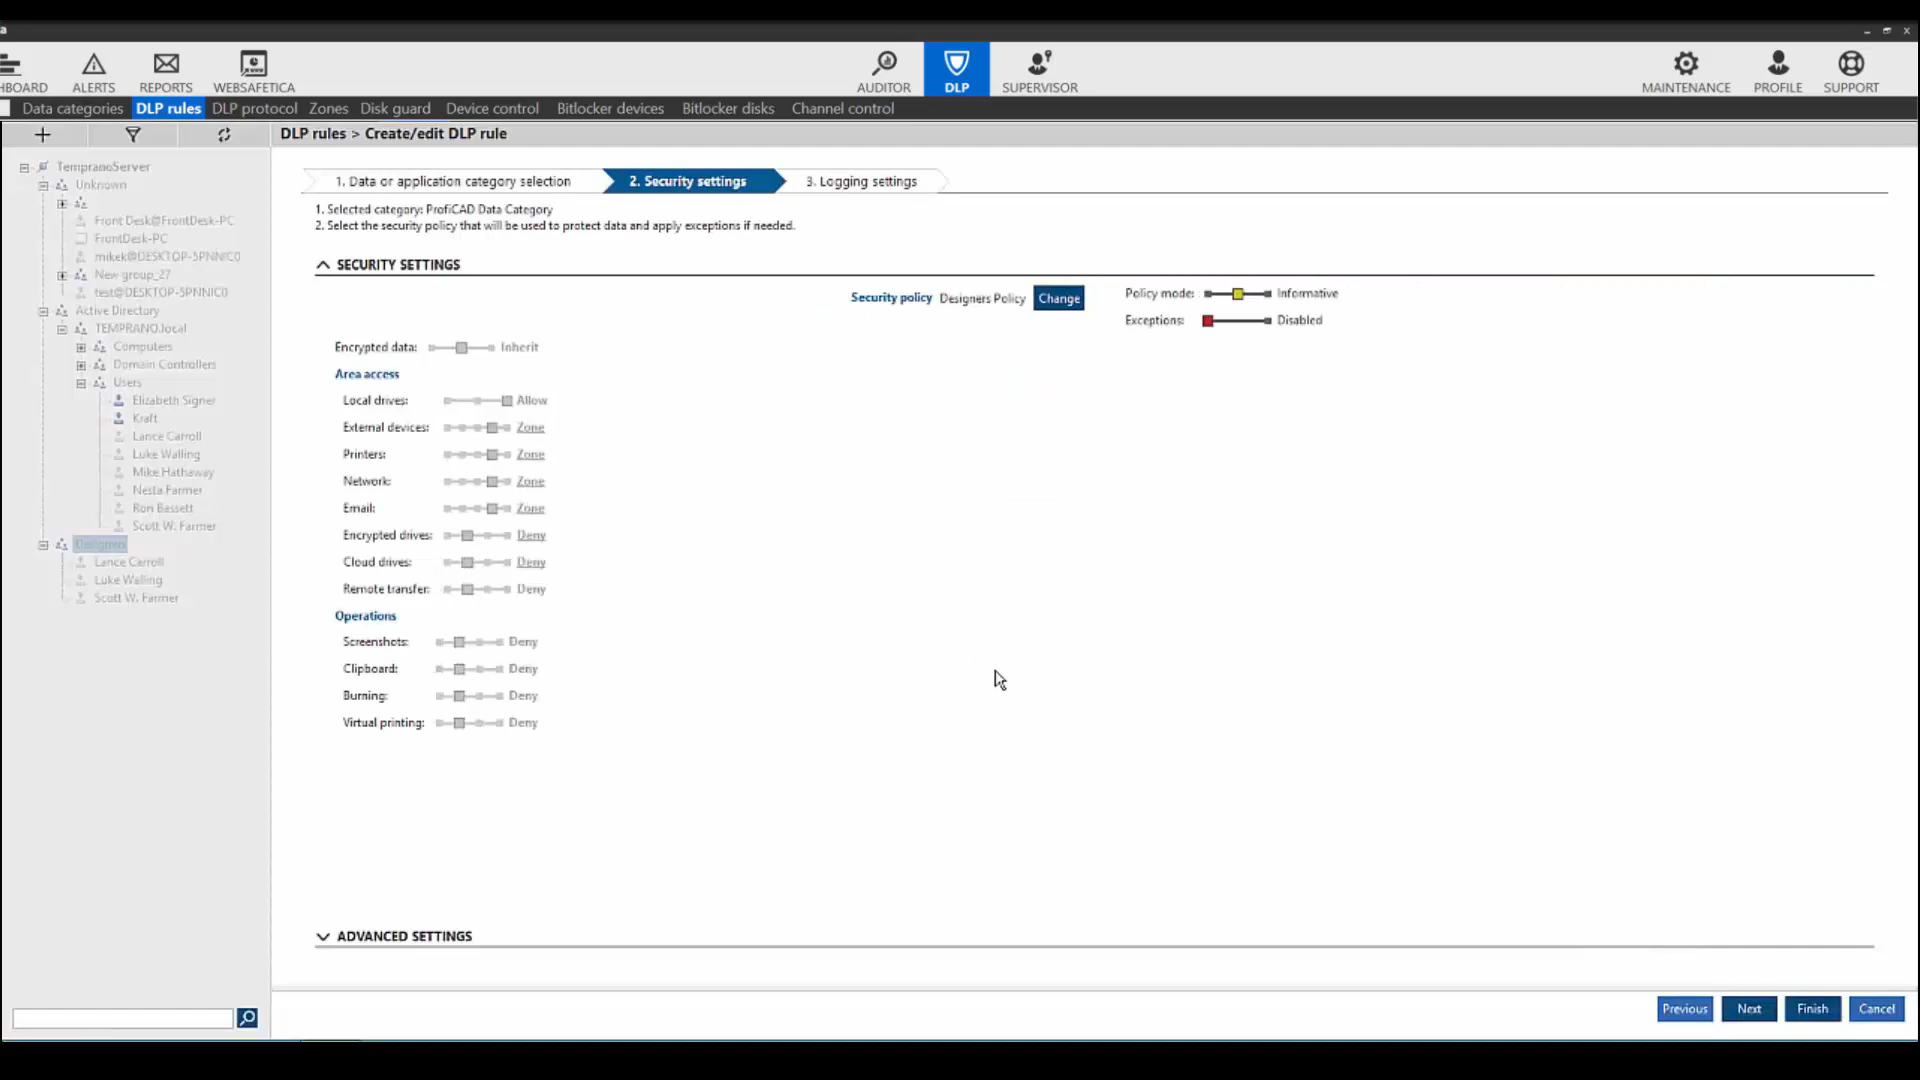 a
HBOARD ALERTS REPORTS WEBSAFETICA AUDITOR DLP SUPERVISOR MAINTENANCE PROFILE SUPPORT
Data categories DLP rules DLP protocol Zones Disk guard Device control Bitlocker devices Bitlocker disks Channel control
DLP rules > Create/edit DLP rule
TempranoServer
Unknown
Front Desk@FrontDesk-PC
FrontDesk-PC
mikek@DESKTOP-5PNNIC0
New group_27
test@DESKTOP-5PNNIC0
Active Directory
TEMPRANO.local
Computers
Domain Controllers
Users
Elizabeth Signer
Kraft
Lance Carroll
Luke Walling
Mike Hathaway
Nesta Farmer
Ron Bassett
Scott W. Farmer
Designers
Lance Carroll
Luke Walling
Scott W. Farmer
1. Data or application category selection 2. Security settings 3. Logging settings
1. Selected category: ProfiCAD Data Category
2. Select the security policy that will be used to protect data and apply exceptions if needed.
SECURITY SETTINGS
Security policy Designers Policy Change
Policy mode: Informative
Exceptions: Disabled
Encrypted data: Inherit
Area access
Local drives: Allow
External devices: Zone
Printers: Zone
Network: Zone
Email: Zone
Encrypted drives: Deny
Cloud drives: Deny
Remote transfer: Deny
Operations
Screenshots: Deny
Clipboard: Deny
Burning: Deny
Virtual printing: Deny
ADVANCED SETTINGS
Previous Next Finish Cancel